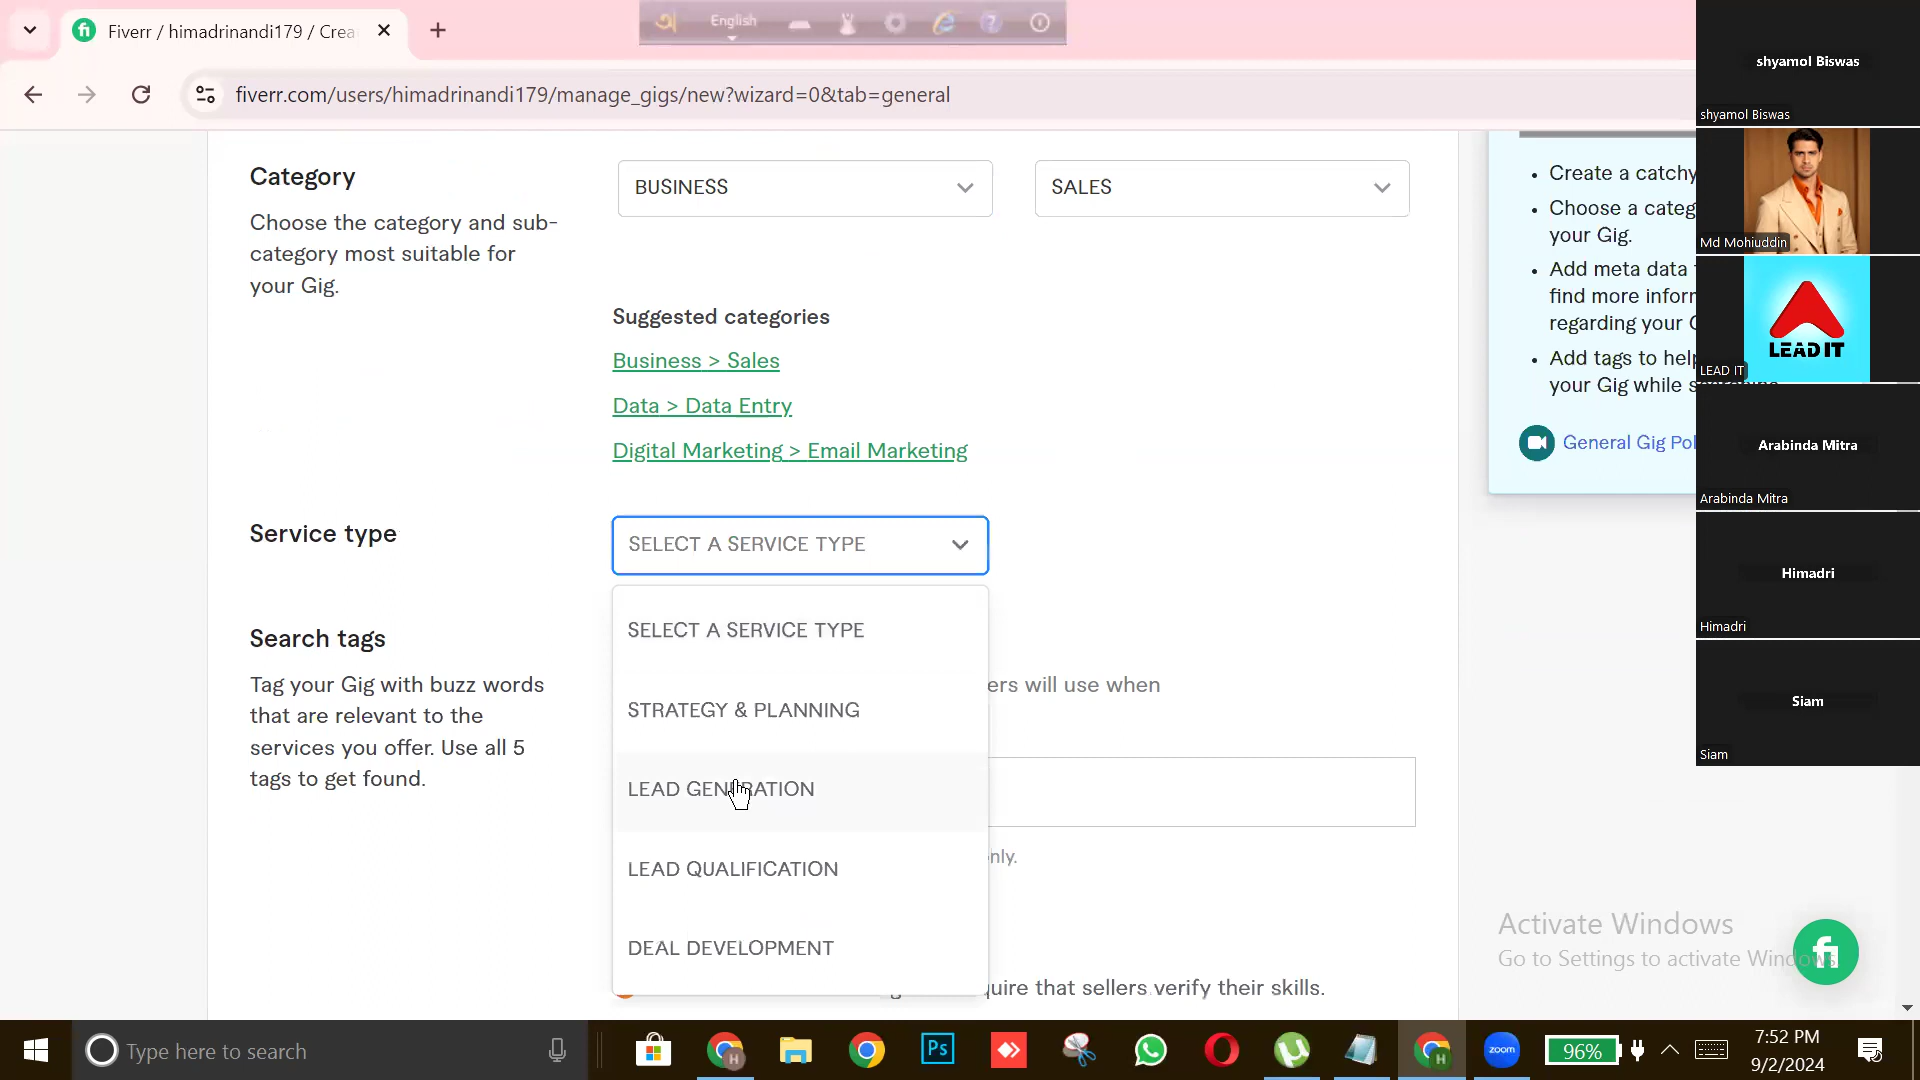 Fiverr / himadrinandi179 / Crea
English
fiverr.com/users/himadrinandi179/manage_gigs/new?wizard=0&tab=general
Category
Choose the category and sub-
category most suitable for
your Gig.
BUSINESS
SALES
Suggested categories
Business > Sales
Data > Data Entry
Digital Marketing > Email Marketing
Service type
SELECT A SERVICE TYPE
SELECT A SERVICE TYPE
STRATEGY & PLANNING
LEAD GENERATION
LEAD QUALIFICATION
DEAL DEVELOPMENT
Search tags
Tag your Gig with buzz words
that are relevant to the
services you offer. Use all 5
tags to get found.
ers will use when
only.
quire that sellers verify their skills.
Create a catchy
Choose a categ
your Gig.
Add meta data
find more inforr
regarding your G
Add tags to help
your Gig while searching
General Gig Pol
shyamol Biswas
shyamol Biswas
Md Mohiuddin
LEAD IT
LEAD IT
Arabinda Mitra
Arabinda Mitra
Himadri
Himadri
Siam
Siam
Activate Windows
Go to Settings to activate Windows
fi
Type here to search
H
Ps
H
zoom
96%
7:52 PM
9/2/2024